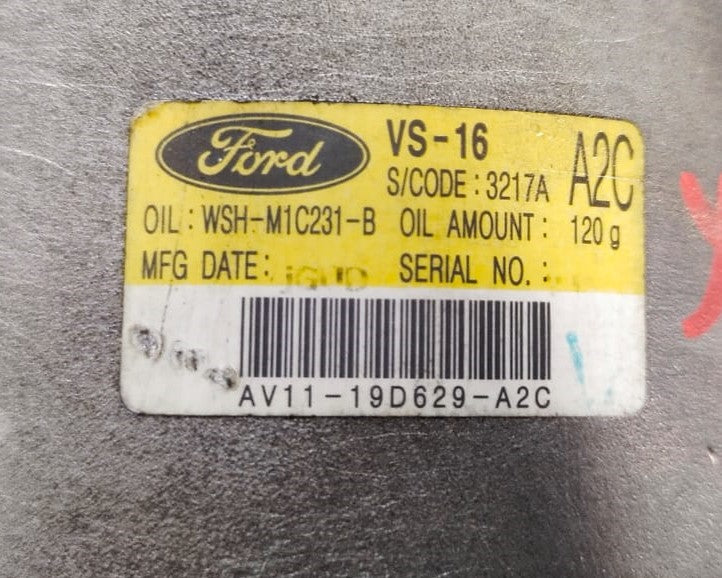 Ford
VS-16
A2C
S/CODE : 3217A
OIL : WSH-M1C231-B OIL AMOUNT : 120 g
MFG DATE : SERIAL NO. :
AV11-19D629-A2C